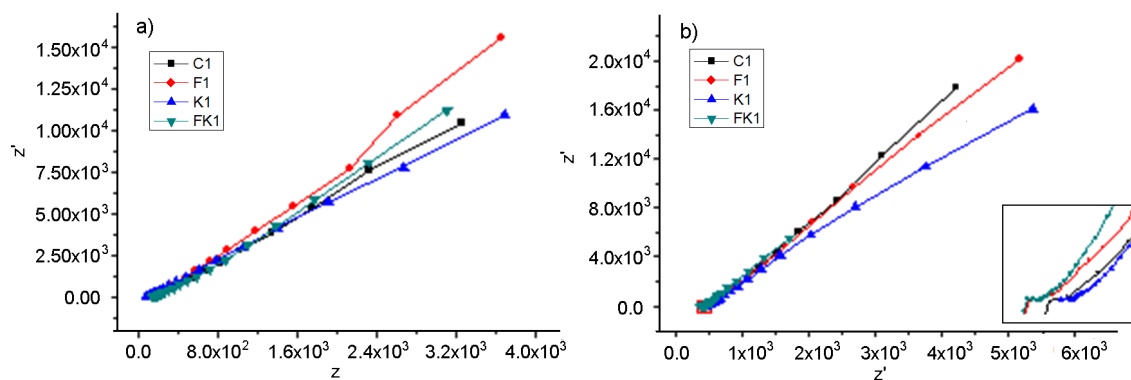 a)
C1
F1
K1
FK1
1.50x10⁴
1.25x10⁴
1.00x10⁴
7.50x10³
5.00x10³
2.50x10³
0.00
z'
0.0
8.0x10²
1.6x10³
2.4x10³
3.2x10³
4.0x10³
z
b)
C1
F1
K1
FK1
2.0x10⁴
1.6x10⁴
1.2x10⁴
8.0x10³
4.0x10³
0.0
z'
0.0
1x10³
2x10³
3x10³
4x10³
5x10³
6x10³
z'